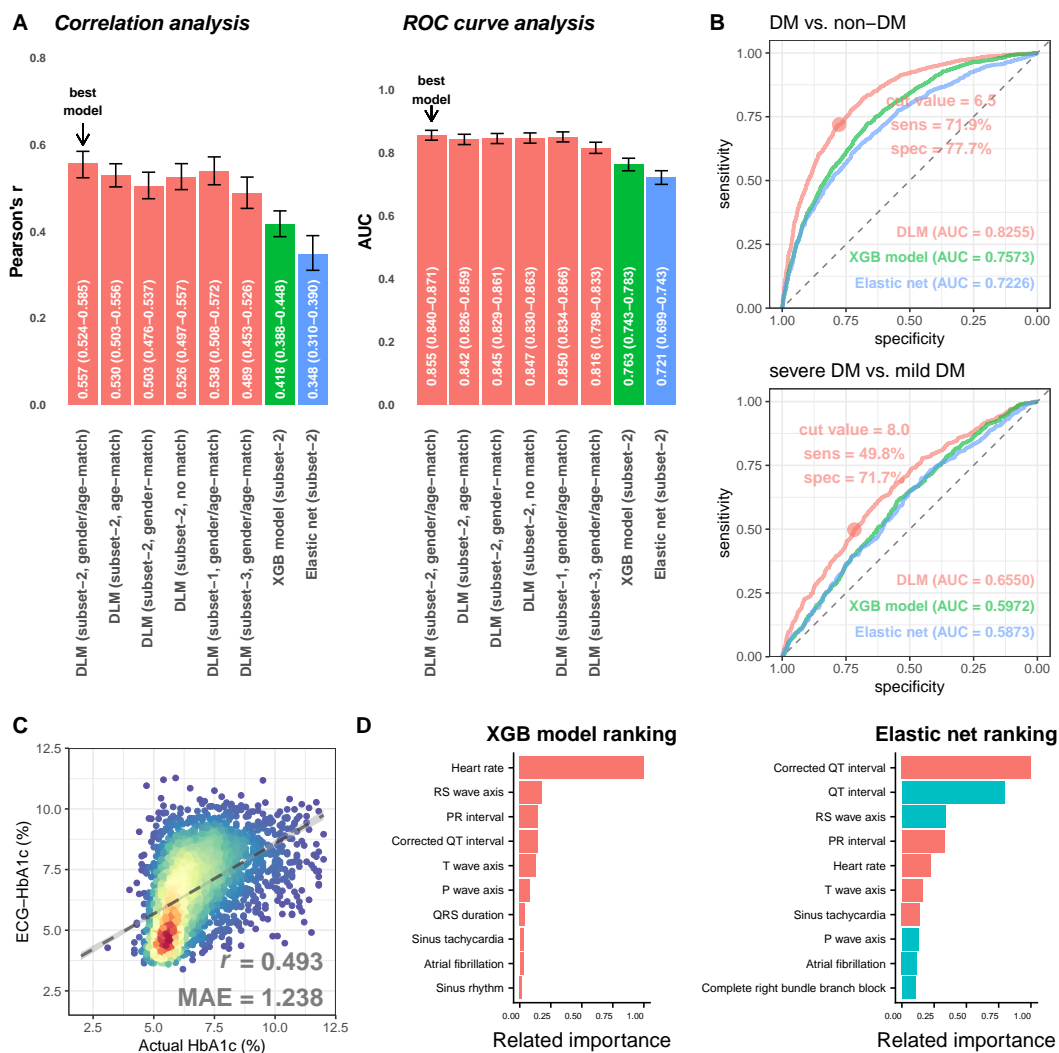 A
Correlation analysis
0.8
0.6
0.4
0.2
0.0
Pearson's r
best
model
0.557 (0.524−0.585)
0.530 (0.503−0.556)
0.503 (0.476−0.537)
0.526 (0.497−0.557)
0.538 (0.508−0.572)
0.489 (0.453−0.526)
0.418 (0.388−0.448)
0.348 (0.310−0.390)
DLM (subset−2, gender/age−match)
DLM (subset−2, age−match)
DLM (subset−2, gender−match)
DLM (subset−2, no match)
DLM (subset−1, gender/age−match)
DLM (subset−3, gender/age−match)
XGB model (subset−2)
Elastic net (subset−2)
ROC curve analysis
1.0
0.8
0.6
0.4
0.2
0.0
AUC
best
model
0.855 (0.840−0.871)
0.842 (0.826−0.859)
0.845 (0.829−0.861)
0.847 (0.830−0.663)
0.850 (0.834−0.866)
0.816 (0.798−0.833)
0.763 (0.743−0.783)
0.721 (0.699−0.743)
DLM (subset−2, gender/age−match)
DLM (subset−2, age−match)
DLM (subset−2, gender−match)
DLM (subset−2, no match)
DLM (subset−1, gender/age−match)
DLM (subset−3, gender/age−match)
XGB model (subset−2)
Elastic net (subset−2)
B
DM vs. non−DM
1.00
0.75
0.50
0.25
0.00
sensitivity
cut value = 6.5
sens = 71.9%
spec = 77.7%
DLM (AUC = 0.8255)
XGB model (AUC = 0.7573)
Elastic net (AUC = 0.7226)
1.00 0.75 0.50 0.25 0.00
specificity
severe DM vs. mild DM
1.00
0.75
0.50
0.25
0.00
sensitivity
cut value = 8.0
sens = 49.8%
spec = 71.7%
DLM (AUC = 0.6550)
XGB model (AUC = 0.5972)
Elastic net (AUC = 0.5873)
1.00 0.75 0.50 0.25 0.00
specificity
C
12.5
10.0
7.5
5.0
2.5
ECG−HbA1c (%)
r = 0.493
MAE = 1.238
2.5 5.0 7.5 10.0 12.5
Actual HbA1c (%)
D
XGB model ranking
Heart rate
RS wave axis
PR interval
Corrected QT interval
T wave axis
P wave axis
QRS duration
Sinus tachycardia
Atrial fibrillation
Sinus rhythm
0.00 0.25 0.50 0.75 1.00
Related importance
Elastic net ranking
Corrected QT interval
QT interval
RS wave axis
PR interval
Heart rate
T wave axis
Sinus tachycardia
P wave axis
Atrial fibrillation
Complete right bundle branch block
0.00 0.25 0.50 0.75 1.00
Related importance